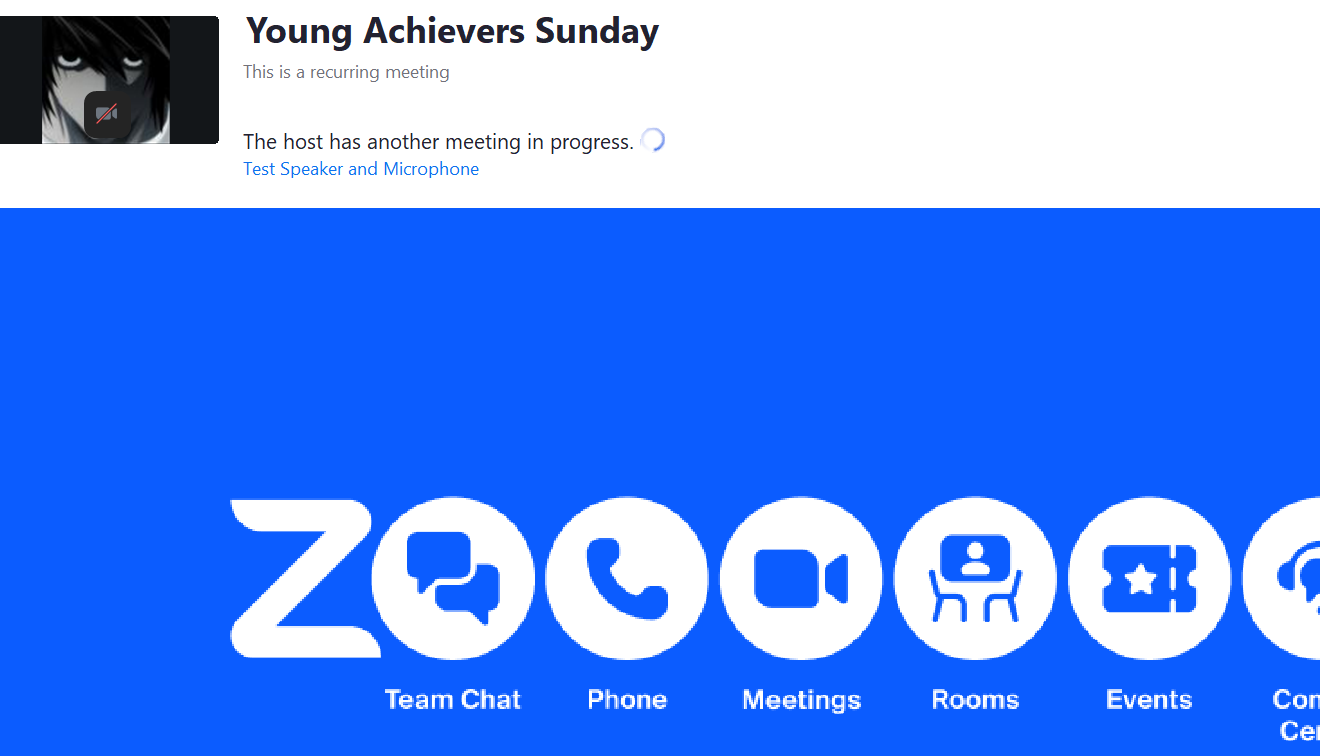 Young Achievers Sunday
This is a recurring meeting
The host has another meeting in progress.
Test Speaker and Microphone
Team Chat
Phone
Meetings
Rooms
Events